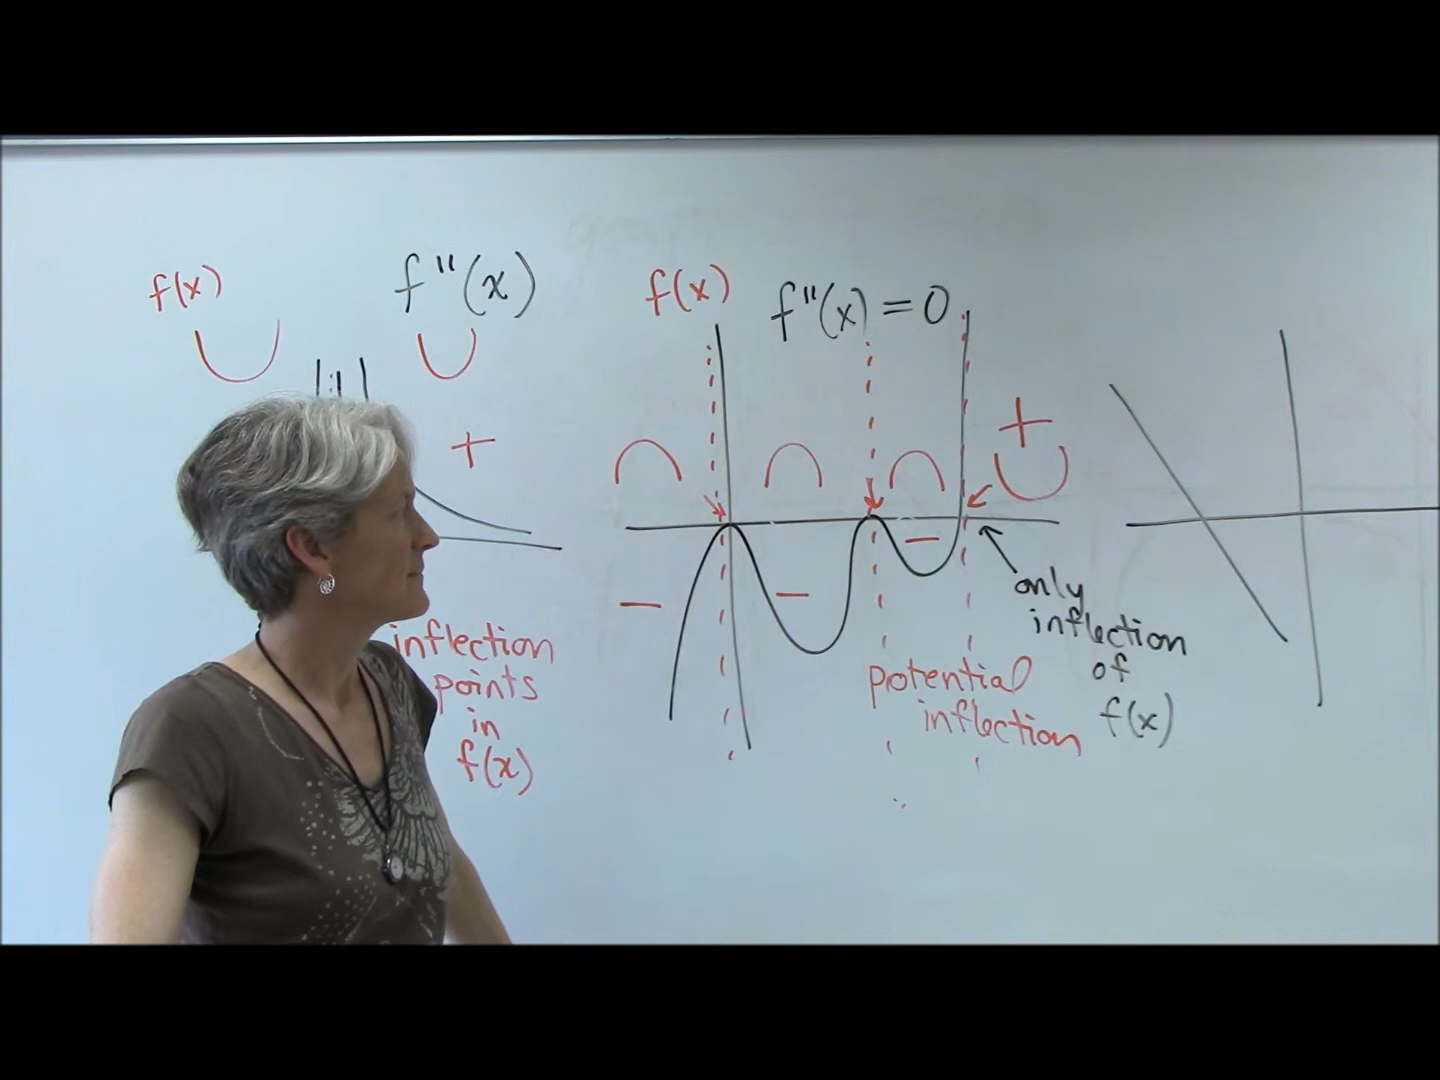 f(x)
f"(x)
+
inflection
points
in
f(x)
f(x)
f"(x) = 0
+
−
−
−
potential
inflection
only
inflection
of
f(x)